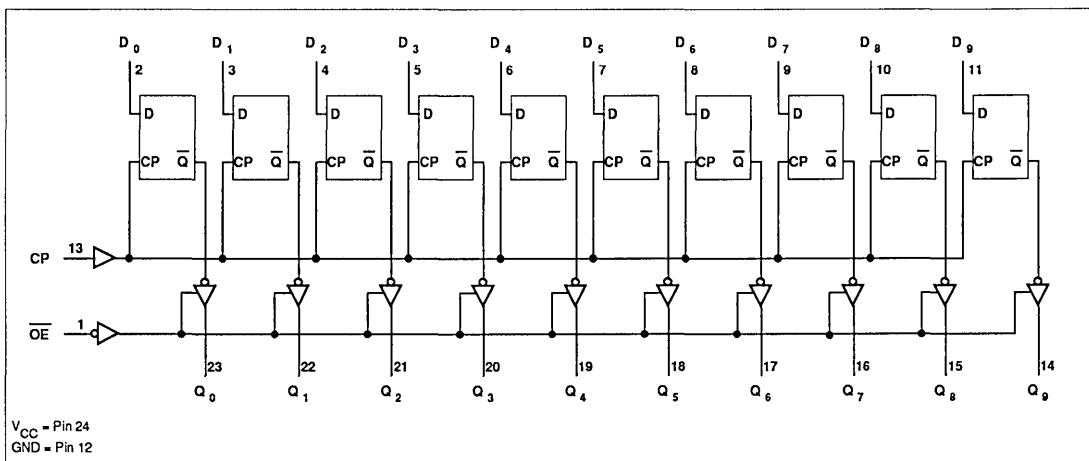 D0 D1 D2 D3 D4 D5 D6 D7 D8 D9
2 3 4 5 6 7 8 9 10 11
D D D D D D D D D D
CP Q̅ CP Q̅ CP Q̅ CP Q̅ CP Q̅ CP Q̅ CP Q̅ CP Q̅ CP Q̅ CP Q̅
CP 13
O̅E̅ 1
23 22 21 20 19 18 17 16 15 14
Q0 Q1 Q2 Q3 Q4 Q5 Q6 Q7 Q8 Q9
VCC = Pin 24
GND = Pin 12